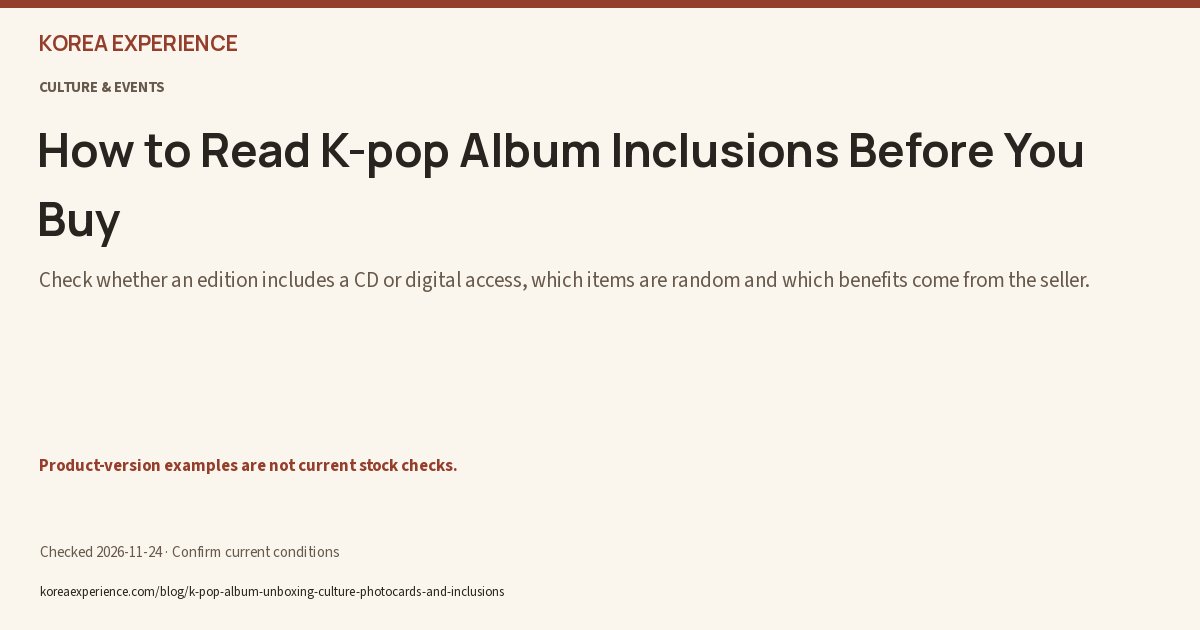 KOREA EXPERIENCE
CULTURE & EVENTS
How to Read K-pop Album Inclusions Before You
Buy
Check whether an edition includes a CD or digital access, which items are random and which benefits come from the seller.
Product-version examples are not current stock checks.
Checked 2026-11-24 · Confirm current conditions
koreaexperience.com/blog/k-pop-album-unboxing-culture-photocards-and-inclusions